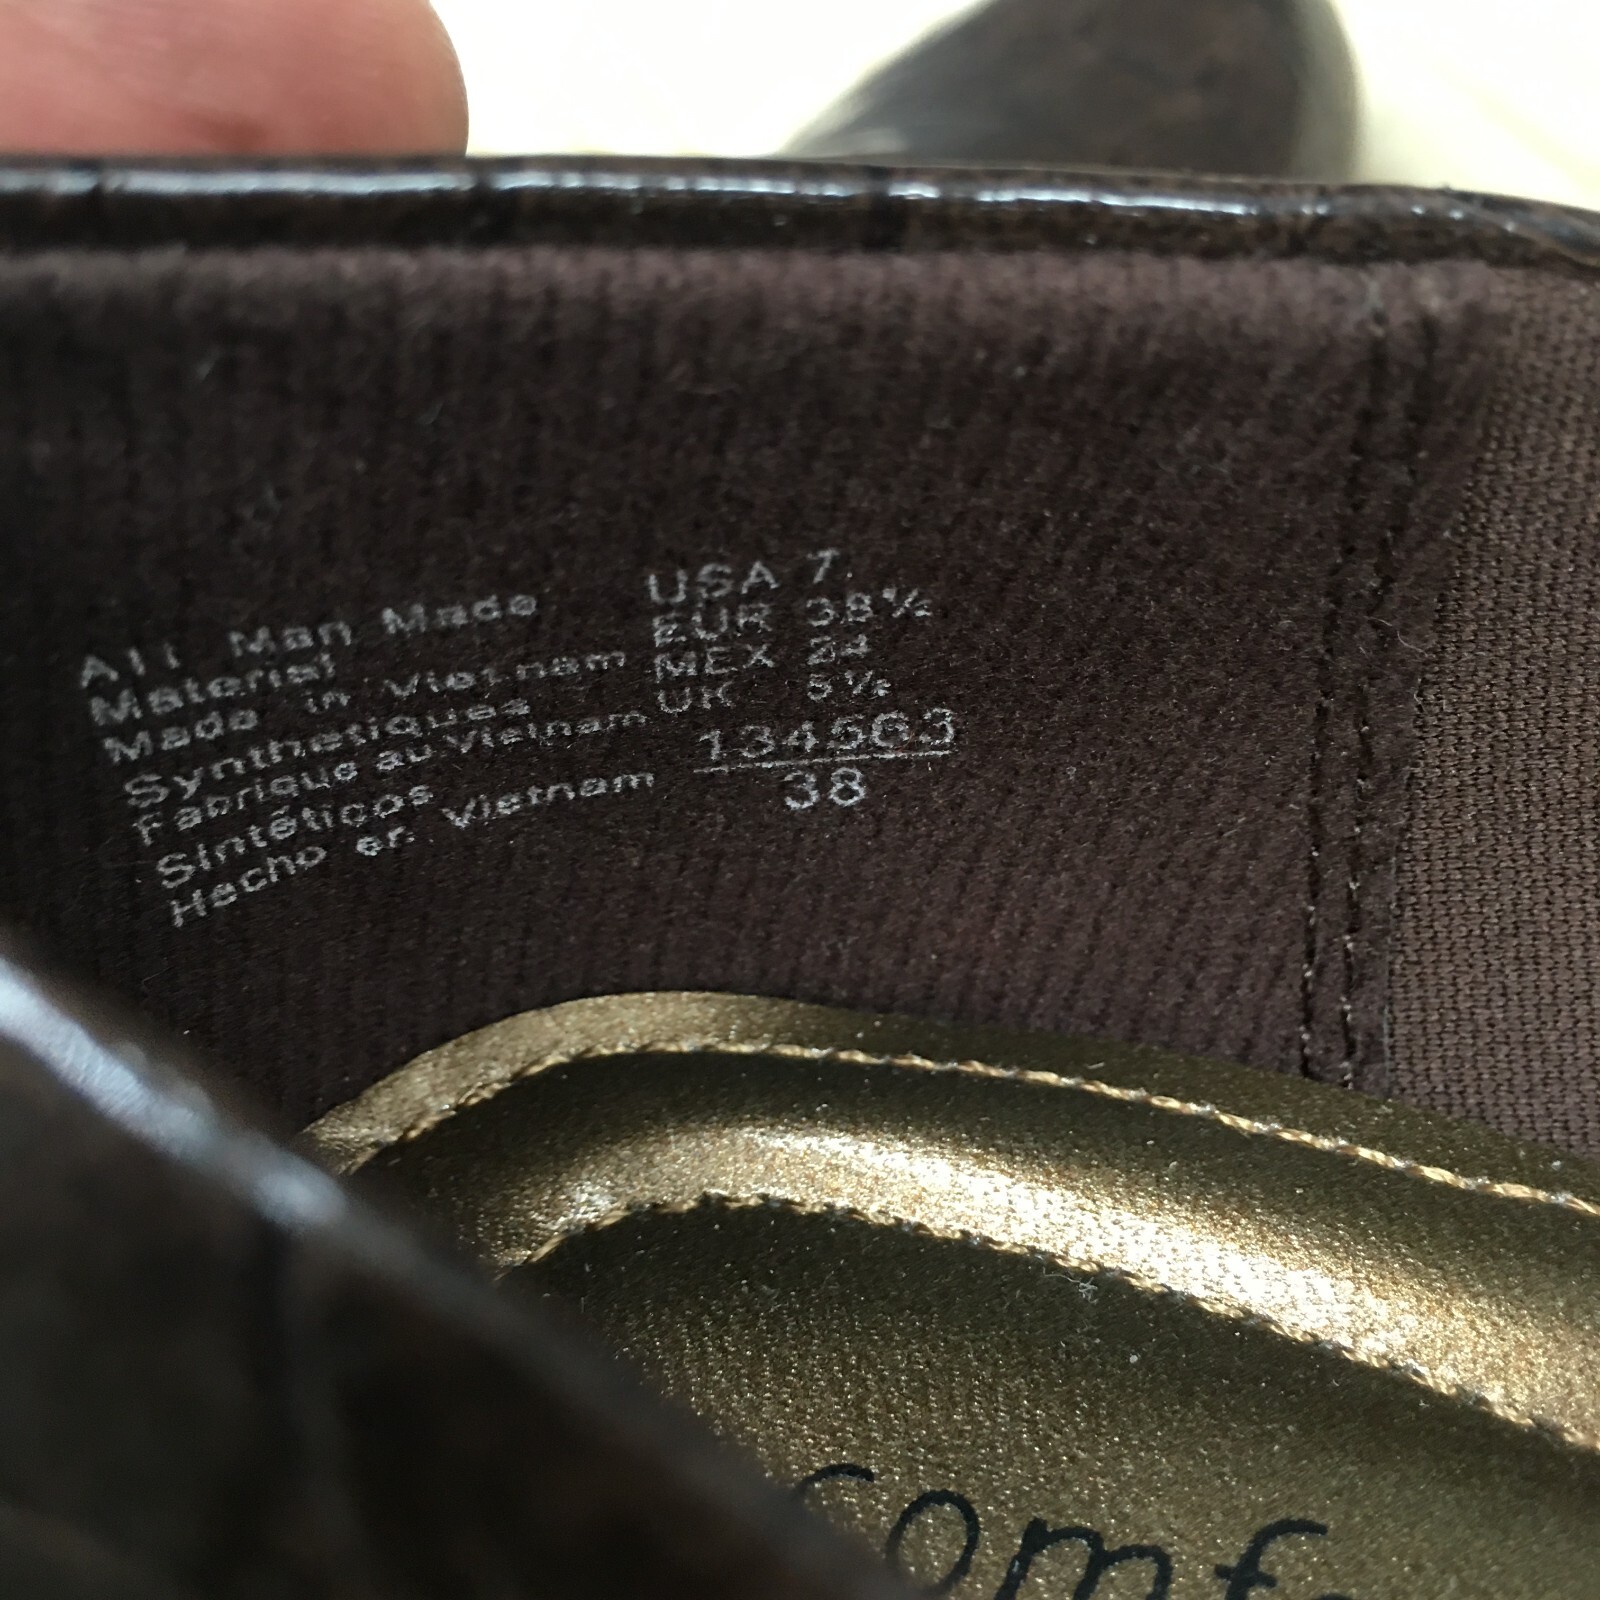 All Man Made
Material
Made in Vietnam
Synthetiques
Fabrique au Vietnam
Sintéticos
Hecho en Vietnam
USA 7
EUR 38½
MEX 24
UK 5½
134563
38
Comf